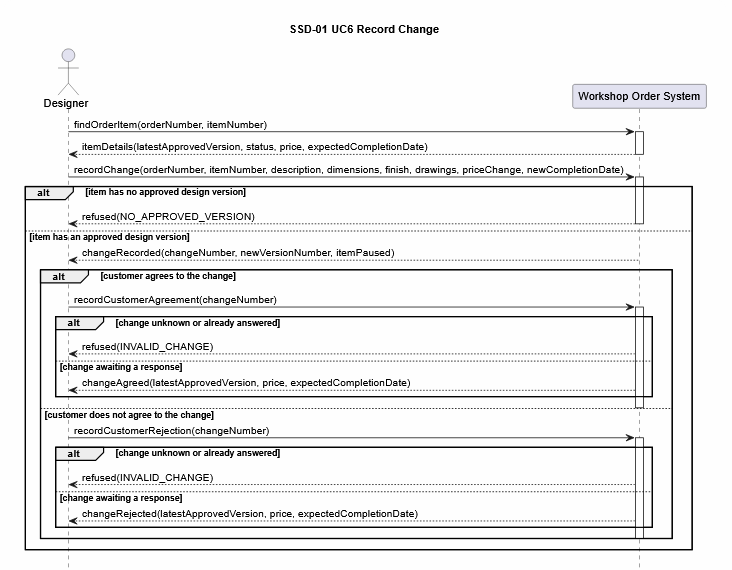 SSD-01 UC6 Record Change
Designer
Workshop Order System
findOrderItem(orderNumber, itemNumber)
itemDetails(latestApprovedVersion, status, price, expectedCompletionDate)
recordChange(orderNumber, itemNumber, description, dimensions, finish, drawings, priceChange, newCompletionDate)
alt [item has no approved design version]
refused(NO_APPROVED_VERSION)
[item has an approved design version]
changeRecorded(changeNumber, newVersionNumber, itemPaused)
alt [customer agrees to the change]
recordCustomerAgreement(changeNumber)
alt [change unknown or already answered]
refused(INVALID_CHANGE)
[change awaiting a response]
changeAgreed(latestApprovedVersion, price, expectedCompletionDate)
[customer does not agree to the change]
recordCustomerRejection(changeNumber)
alt [change unknown or already answered]
refused(INVALID_CHANGE)
[change awaiting a response]
changeRejected(latestApprovedVersion, price, expectedCompletionDate)